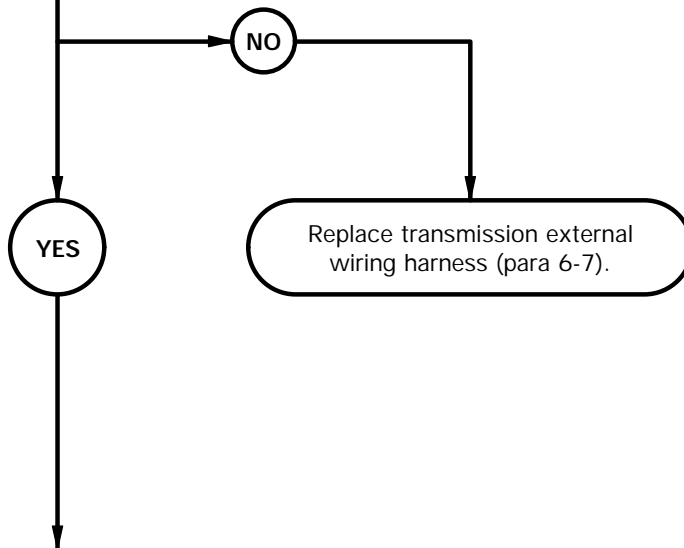 NO
YES
Replace transmission external
wiring harness (para 6-7).